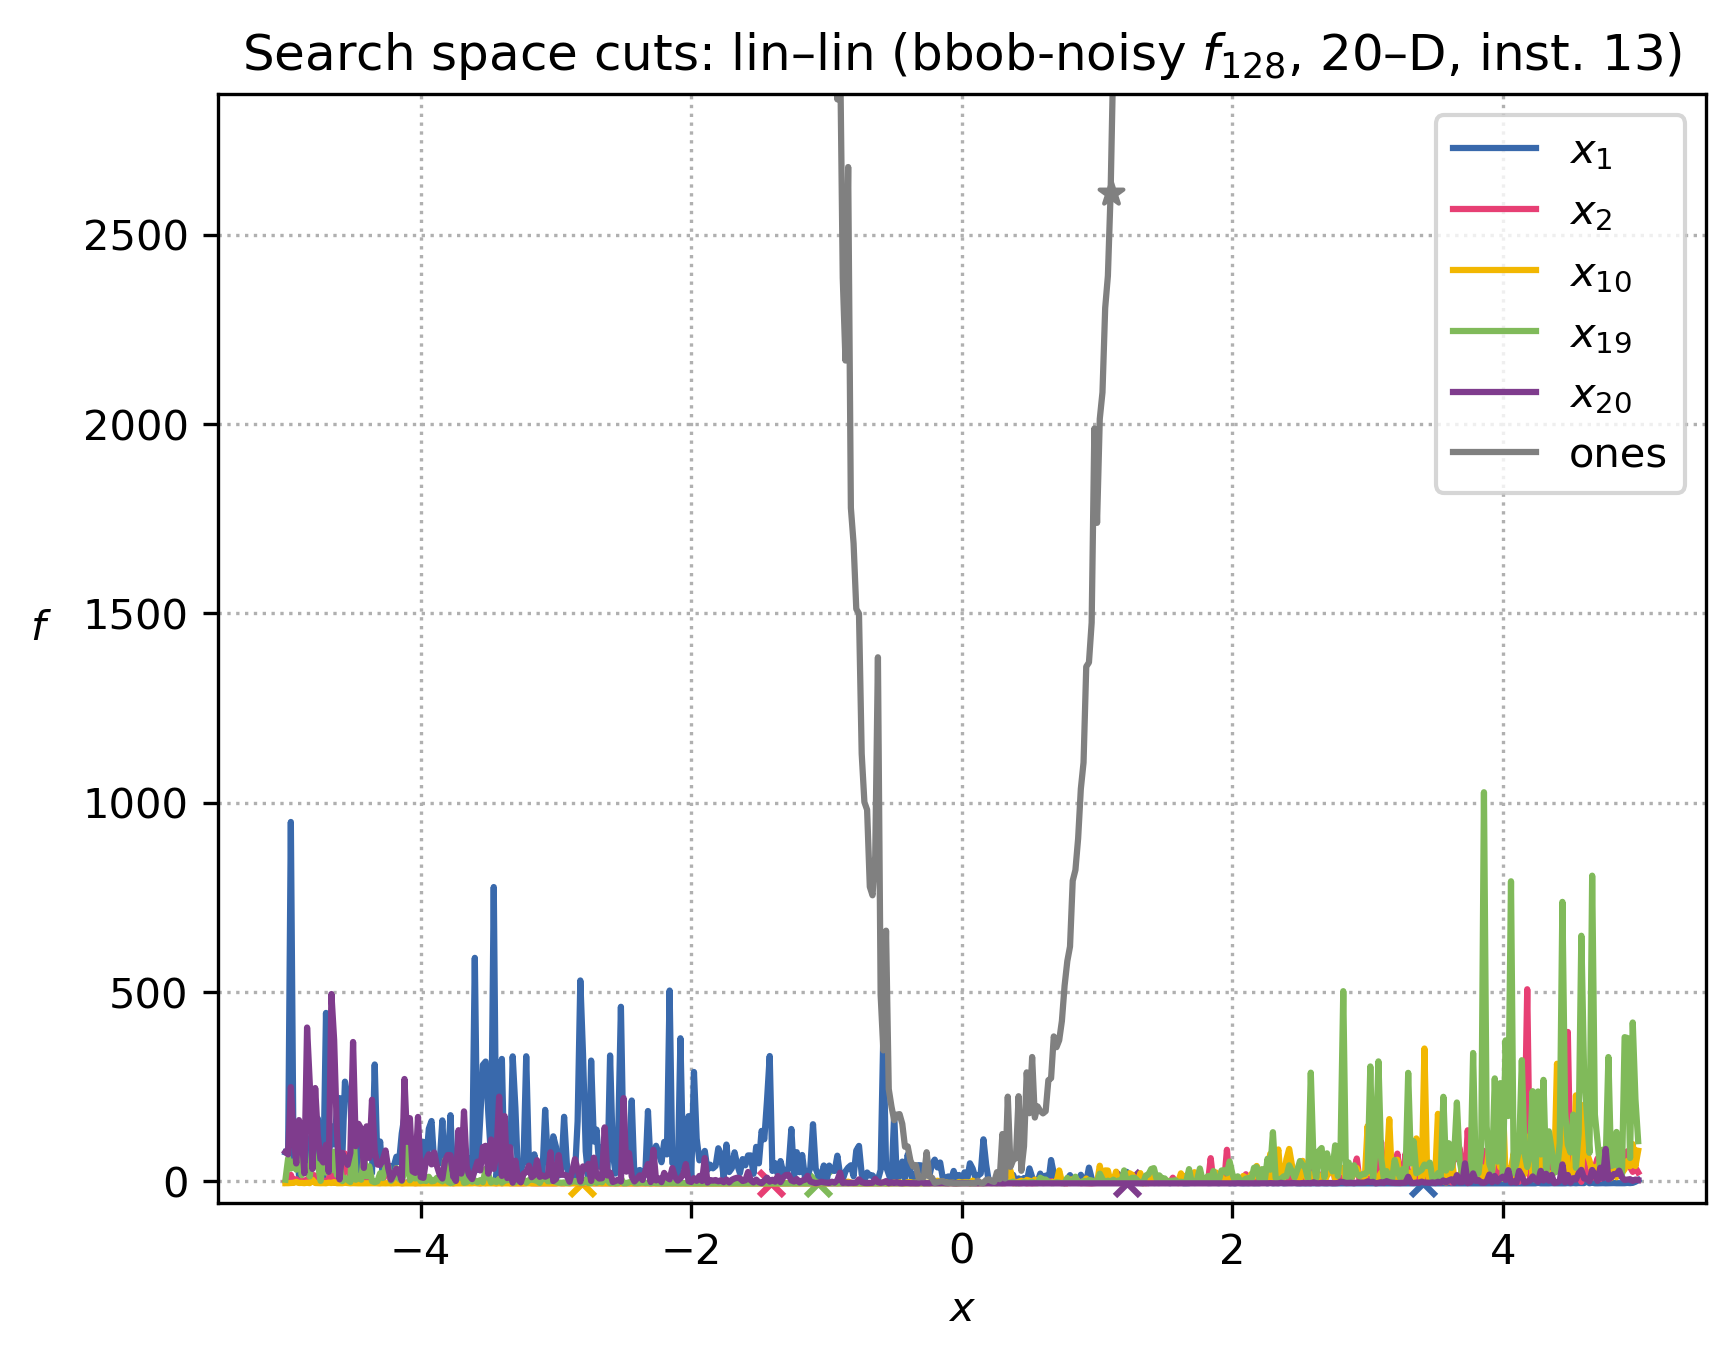 Search space cuts: lin–lin (bbob-noisy f₁₂₈, 20–D, inst. 13)
x₁
x₂
x₁₀
x₁₉
x₂₀
ones
2500
2000
1500
1000
500
0
f
−4
−2
0
2
4
x